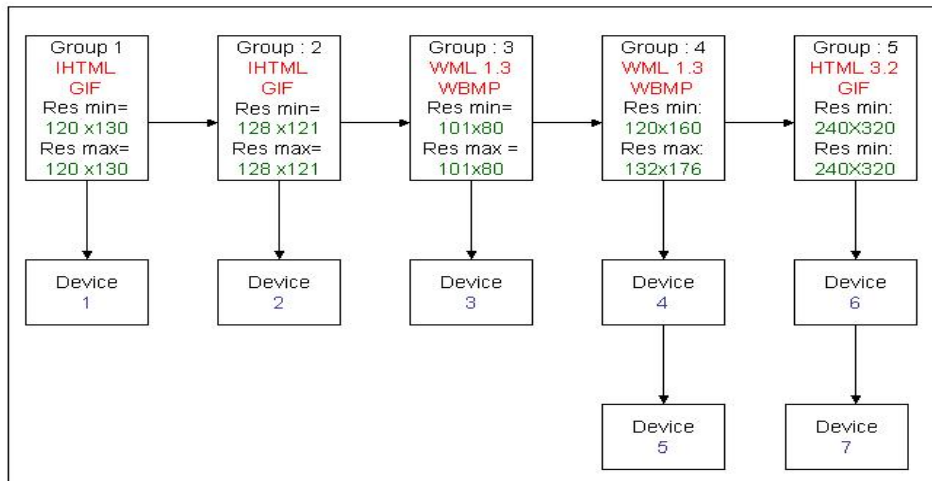 Group 1
IHTML
GIF
Res min=
120 x130
Res max=
120 x130
Group : 2
IHTML
GIF
Res min=
128 x121
Res max=
128 x121
Group : 3
WML 1.3
WBMP
Res min=
101x80
Res max =
101x80
Group : 4
WML 1.3
WBMP
Res min:
120x160
Res max:
132x176
Group : 5
HTML 3.2
GIF
Res min:
240X320
Res min:
240X320
Device
1
Device
2
Device
3
Device
4
Device
6
Device
5
Device
7